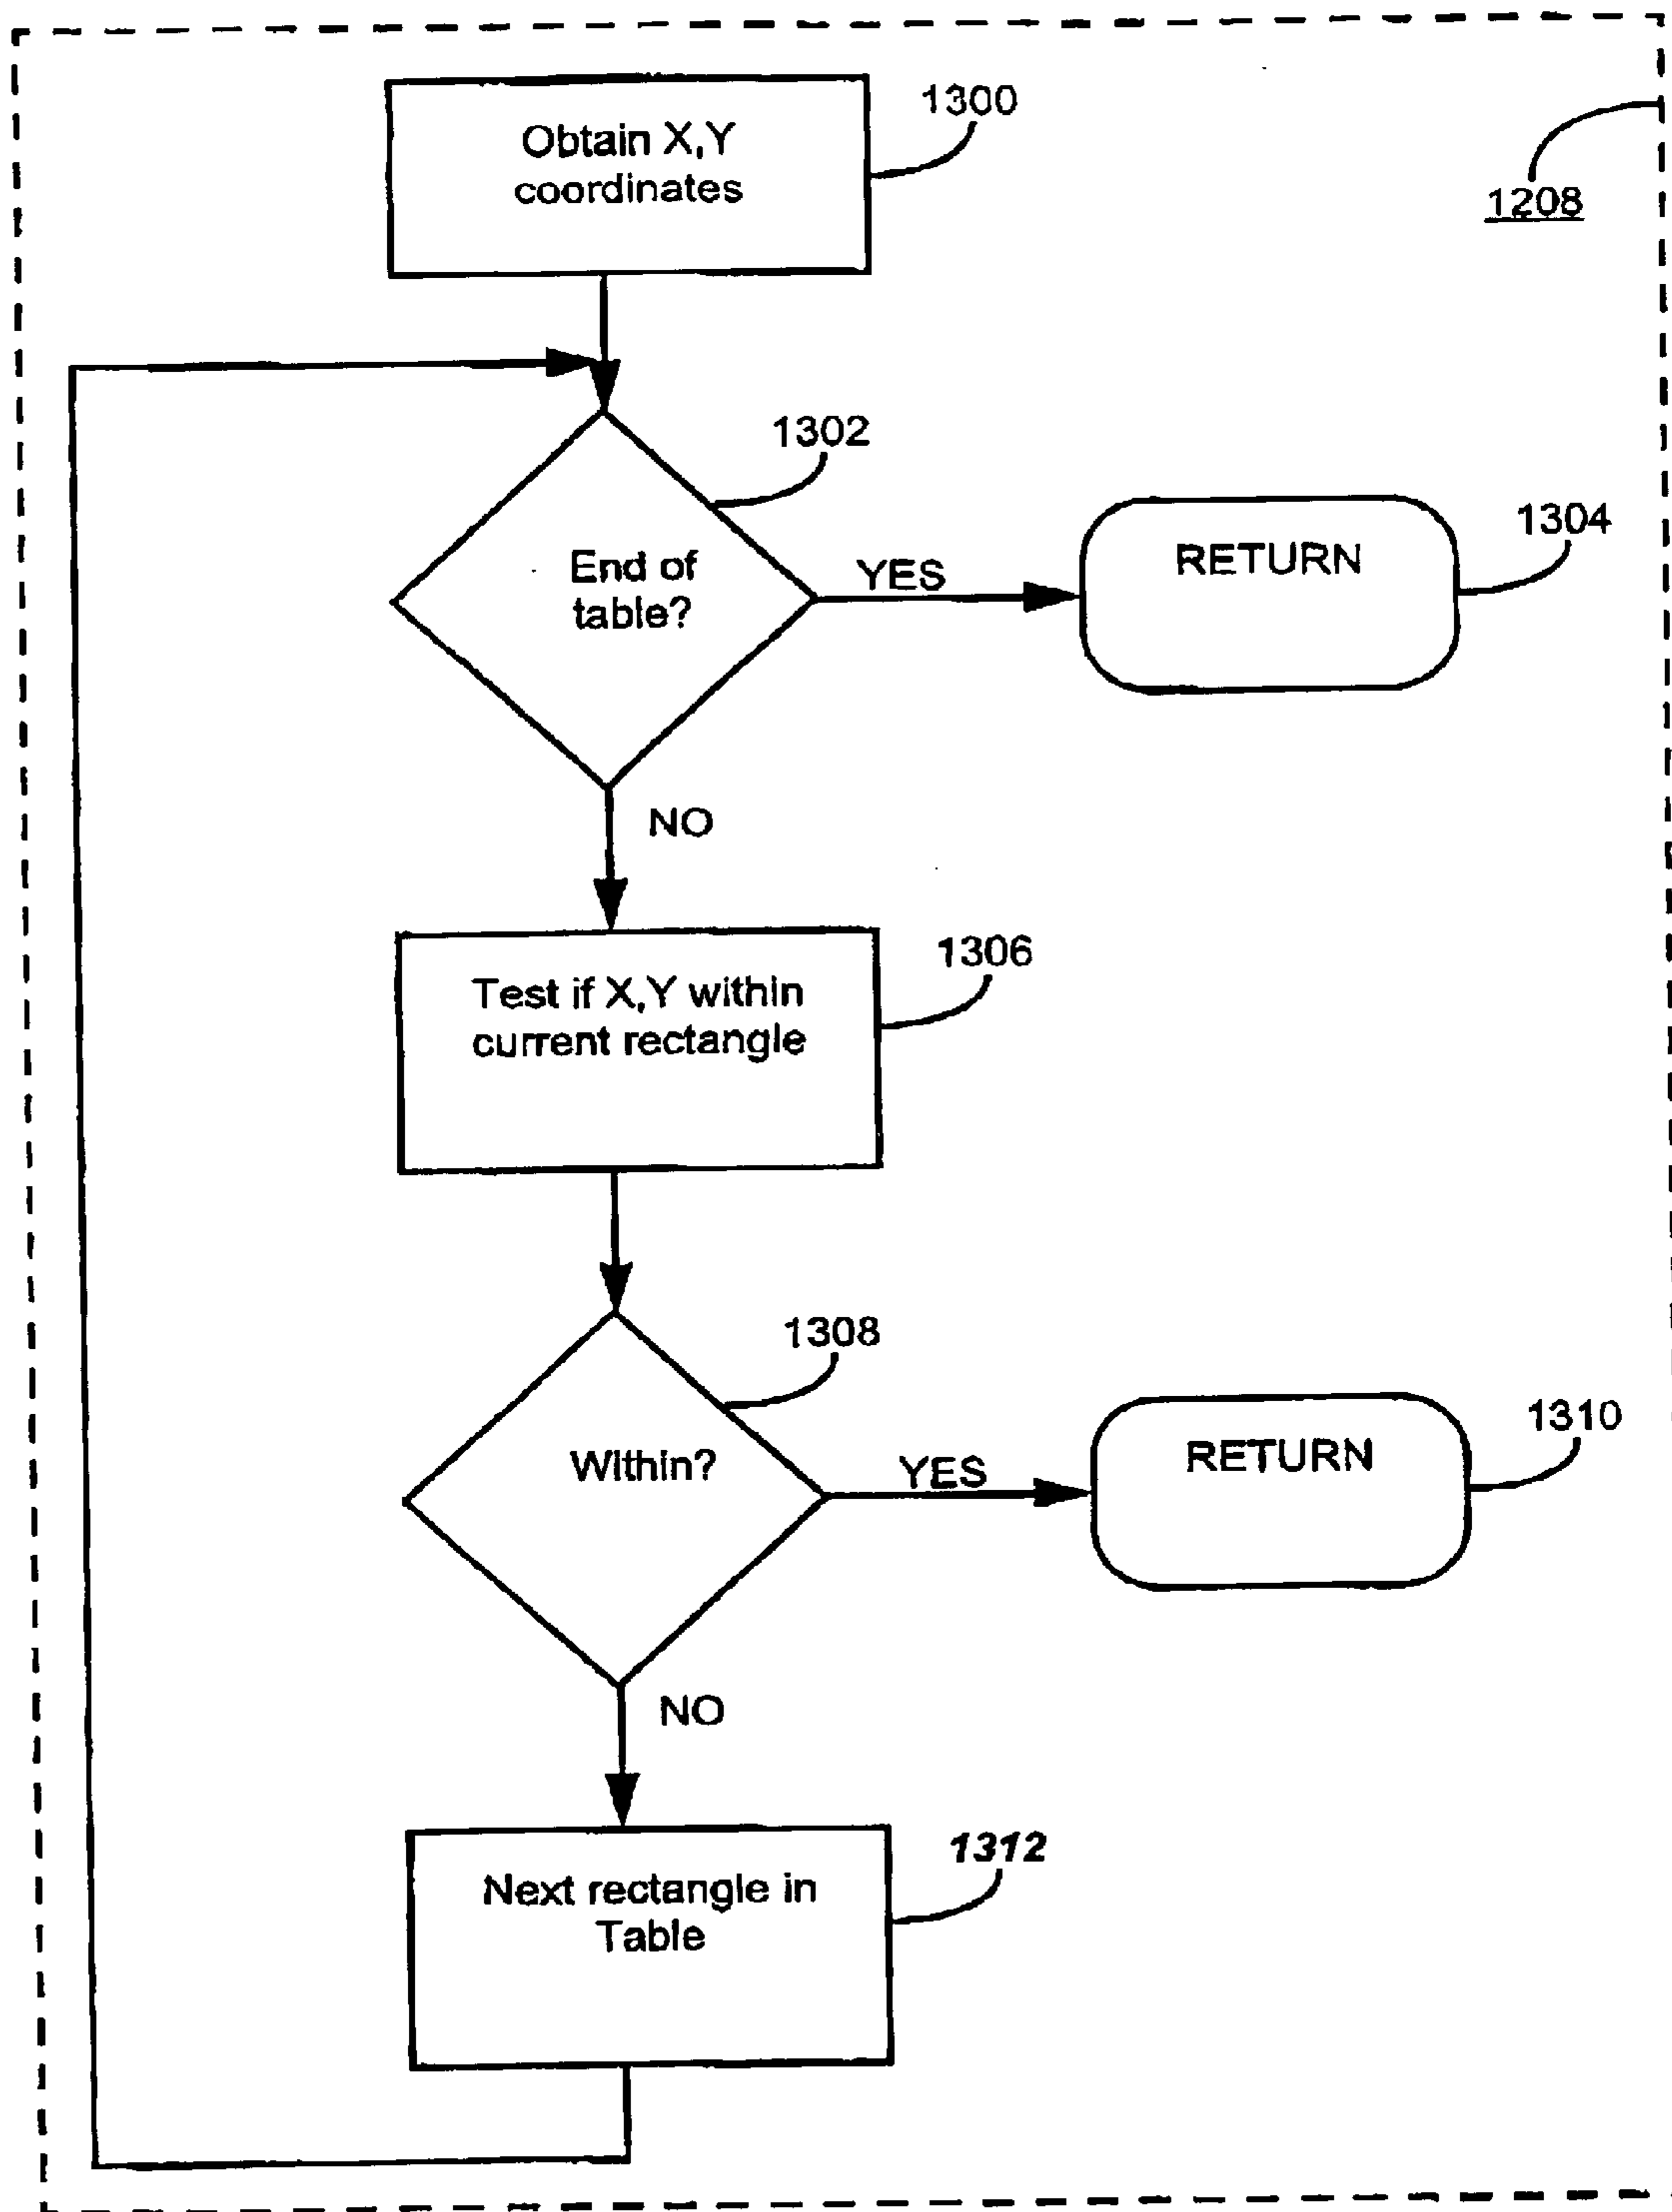 1300
Obtain X,Y
coordinates
1208
1302
End of
table?
YES
1304
RETURN
NO
1306
Test if X,Y within
current rectangle
1308
Within?
YES
1310
RETURN
NO
1312
Next rectangle in
Table